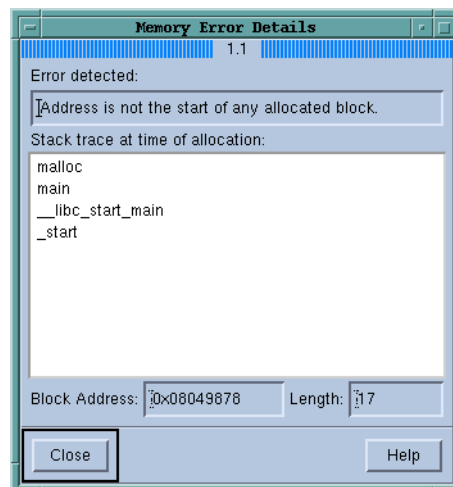 Memory Error Details
1.1
Error detected:
Address is not the start of any allocated block.
Stack trace at time of allocation:
malloc
main
__libc_start_main
_start
Block Address: 0x08049878 Length: 17
Close Help